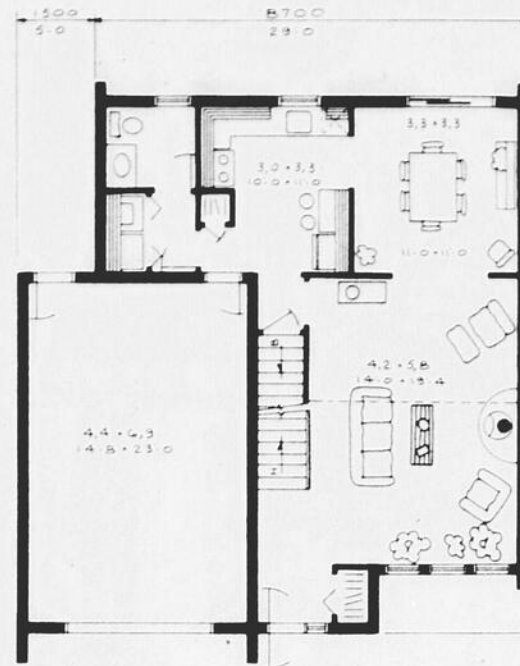 1500 8700
5-0 29-0
3,3 × 3,3
3,0 × 3,3
10-0 × 11-0
11-0 × 11-0
4,2 × 5,8
14-0 × 19-4
4,4 × 6,9
14-8 × 23-0